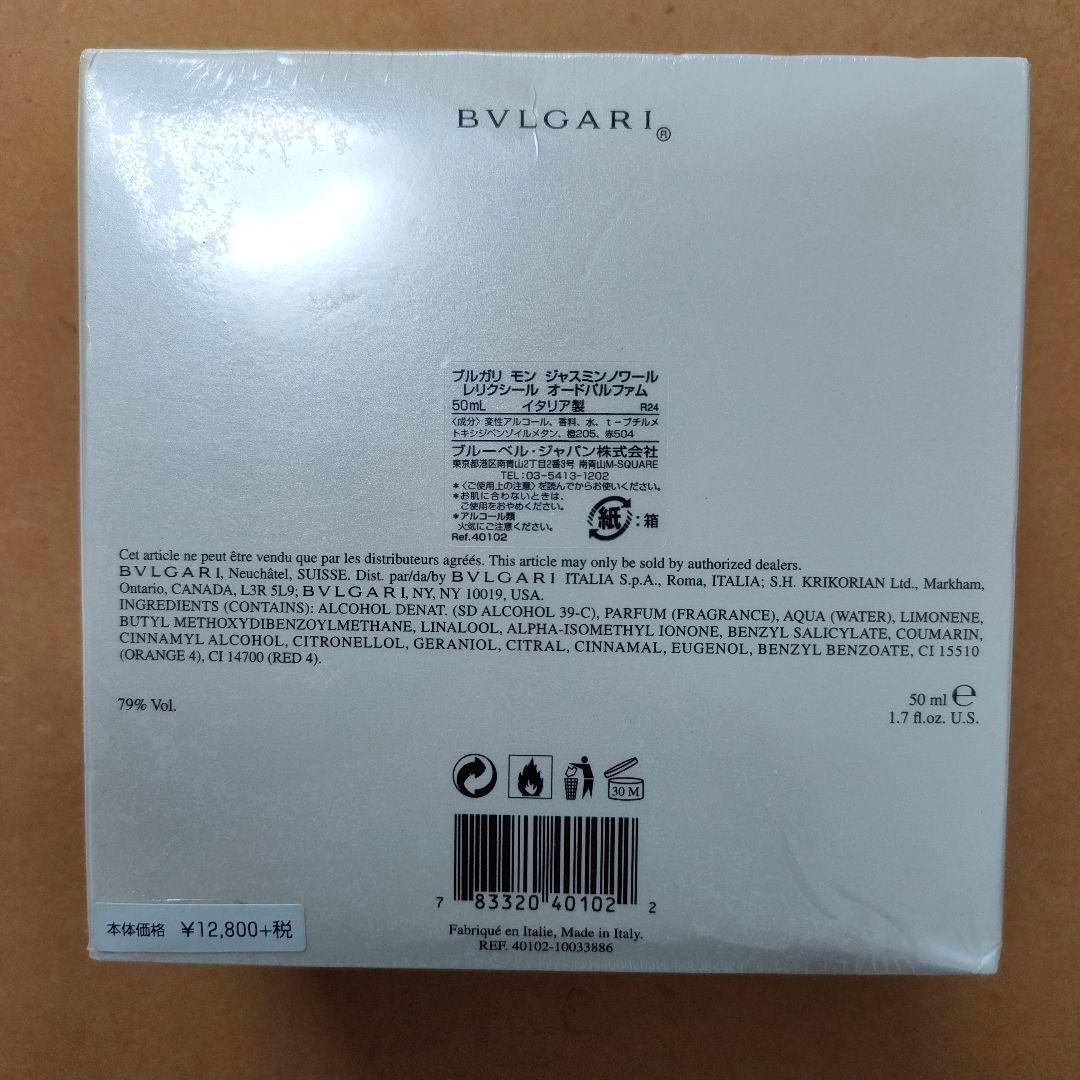 BVLGARI®
ブルガリ モン ジャスミンノワール
レリクシール オードパルファム
50mL イタリア製 R24
〈成分〉変性アルコール、香料、水、t−ブチルメ
トキシジベンゾイルメタン、橙205、赤504
ブルーベル・ジャパン株式会社
東京都港区南青山2丁目2番3号 南青山M-SQUARE
TEL:03-5413-1202
*〈ご使用上の注意〉を読んでからお使いください。
*お肌に合わないときは、
ご使用をおやめください。
*アルコール類
火気にご注意ください。
紙:箱
Ref.40102
Cet article ne peut être vendu que par les distributeurs agréés. This article may only be sold by authorized dealers.
BVLGARI, Neuchâtel, SUISSE. Dist. par/da/by BVLGARI ITALIA S.p.A., Roma, ITALIA; S.H. KRIKORIAN Ltd., Markham,
Ontario, CANADA, L3R 5L9; BVLGARI, NY, NY 10019, USA.
INGREDIENTS (CONTAINS): ALCOHOL DENAT. (SD ALCOHOL 39-C), PARFUM (FRAGRANCE), AQUA (WATER), LIMONENE,
BUTYL METHOXYDIBENZOYLMETHANE, LINALOOL, ALPHA-ISOMETHYL IONONE, BENZYL SALICYLATE, COUMARIN,
CINNAMYL ALCOHOL, CITRONELLOL, GERANIOL, CITRAL, CINNAMAL, EUGENOL, BENZYL BENZOATE, CI 15510
(ORANGE 4), CI 14700 (RED 4).
79% Vol.
50 ml ℮
1.7 fl.oz. U.S.
30 M
7 83320 40102 2
本体価格 ¥12,800+税
Fabriqué en Italie, Made in Italy.
REF. 40102-10033886